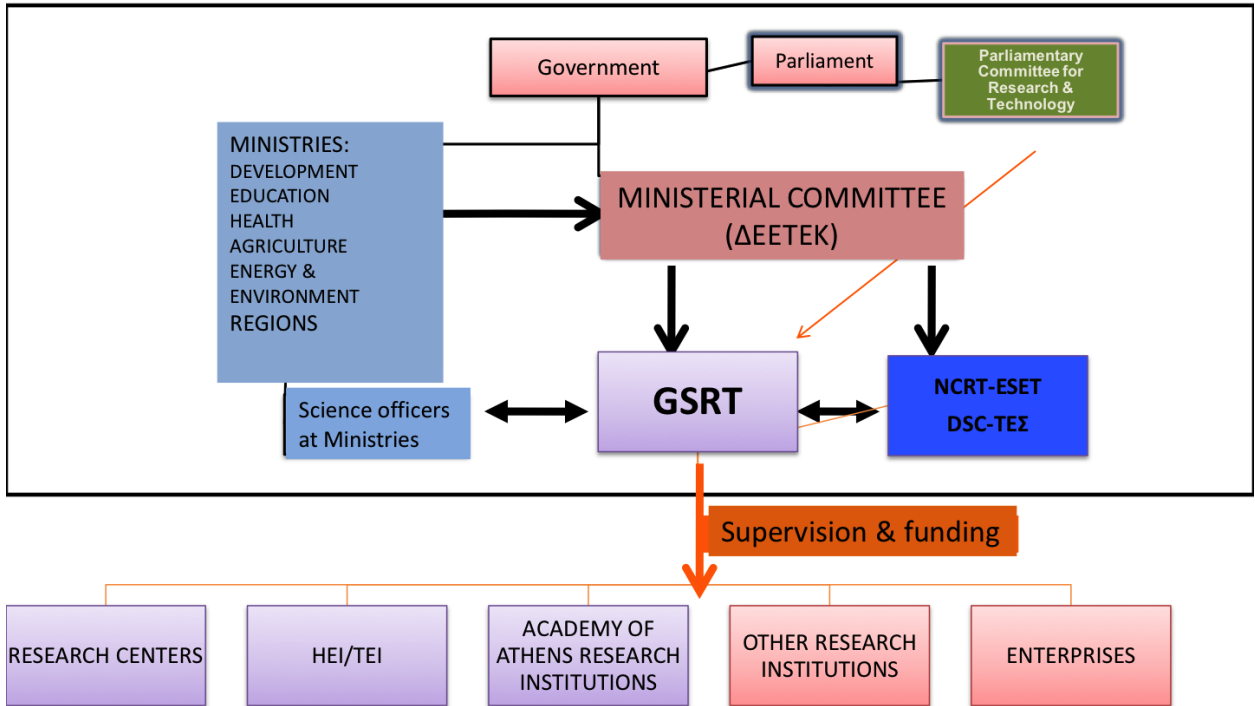 Government
Parliament
Parliamentary
Committee for
Research &
Technology
MINISTRIES:
DEVELOPMENT
EDUCATION
HEALTH
AGRICULTURE
ENERGY &
ENVIRONMENT
REGIONS
MINISTERIAL COMMITTEE
(ΔΕΕΤΕΚ)
Science officers
at Ministries
GSRT
NCRT-ESET
DSC-ΤΕΣ
Supervision & funding
RESEARCH CENTERS
HEI/TEI
ACADEMY OF
ATHENS RESEARCH
INSTITUTIONS
OTHER RESEARCH
INSTITUTIONS
ENTERPRISES